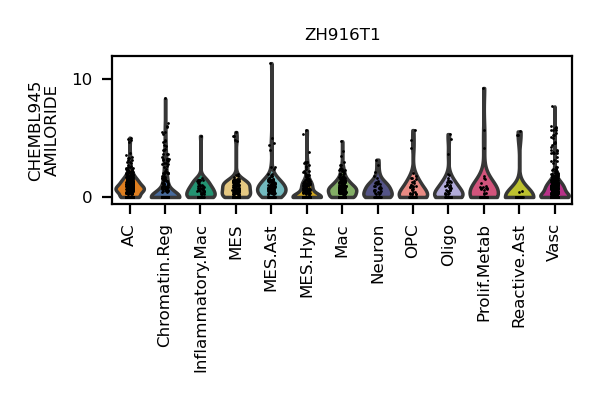 ZH916T1
CHEMBL945
AMILORIDE
10
0
AC
Chromatin.Reg
Inflammatory.Mac
MES
MES.Ast
MES.Hyp
Mac
Neuron
OPC
Oligo
Prolif.Metab
Reactive.Ast
Vasc